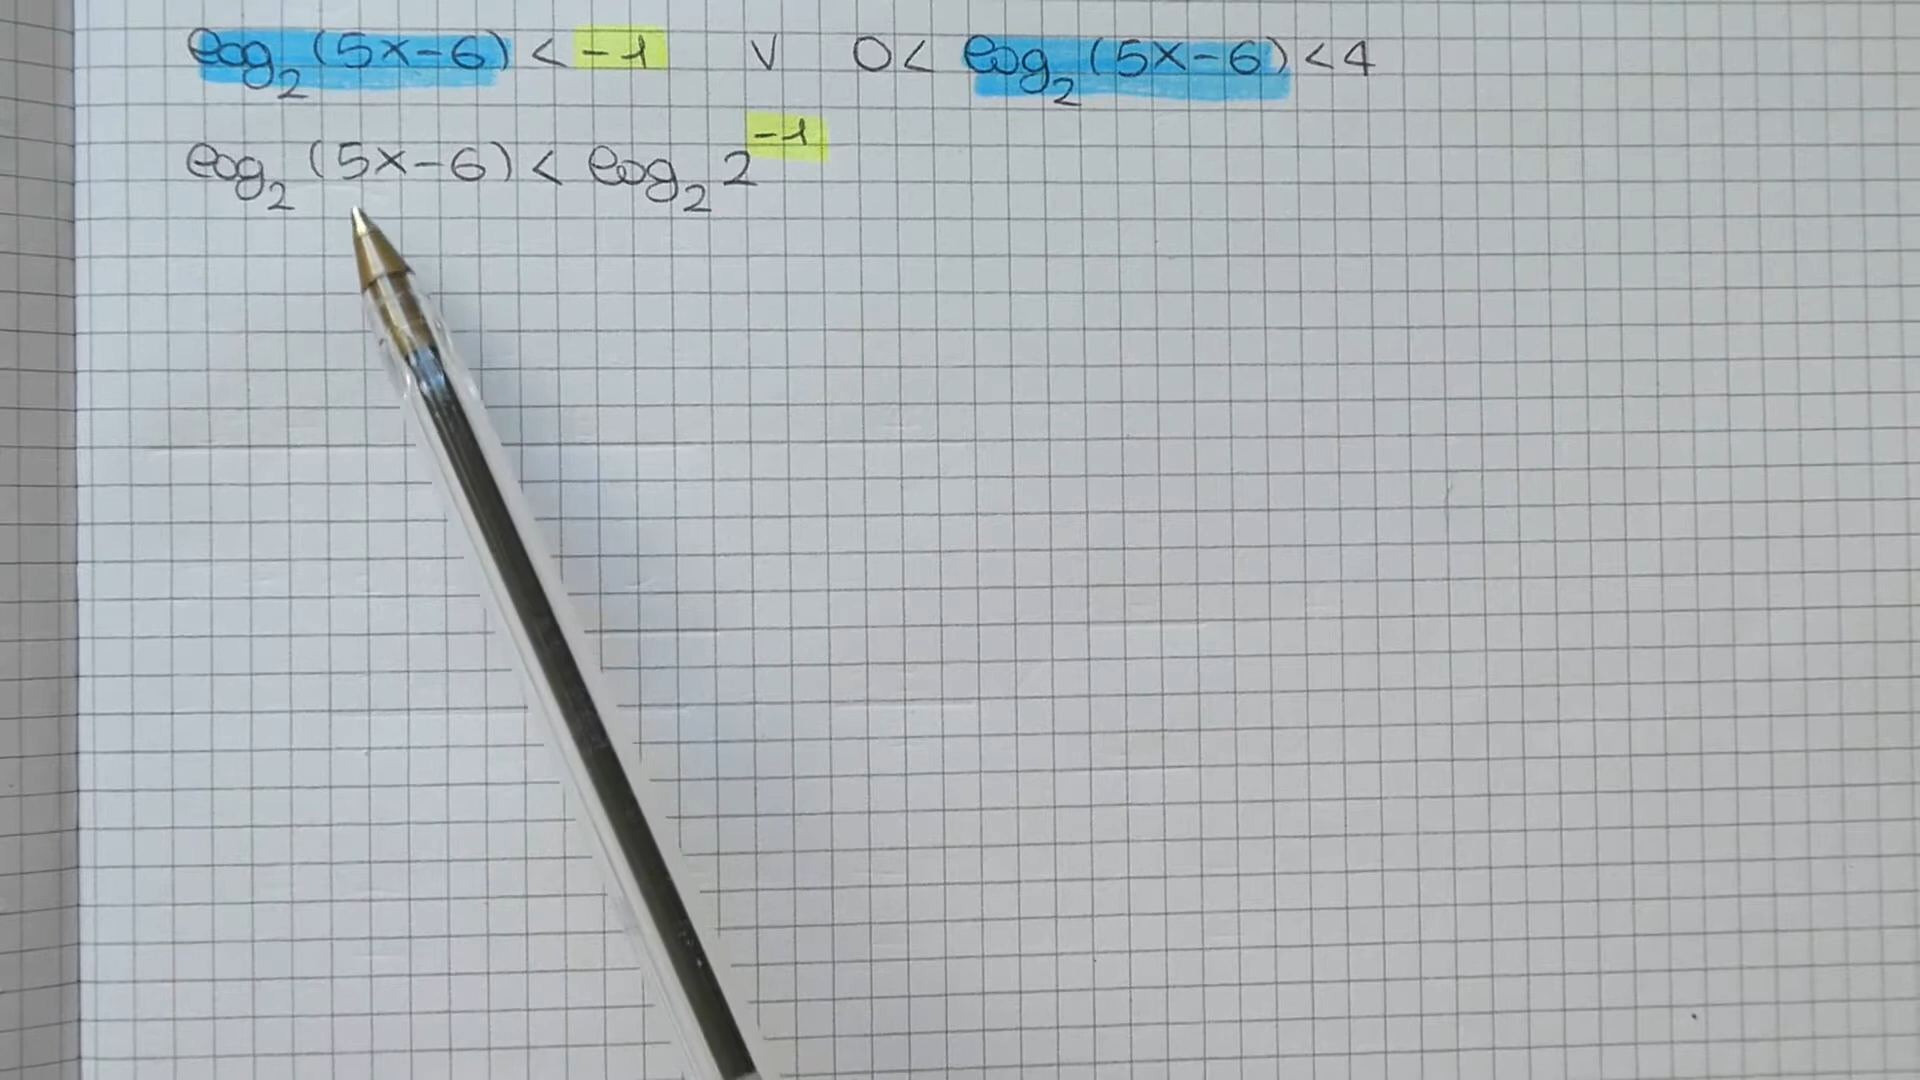 log₂(5x-6) < -1 ∨ 0 < log₂(5x-6) < 4
log₂(5x-6) < log₂ 2⁻¹